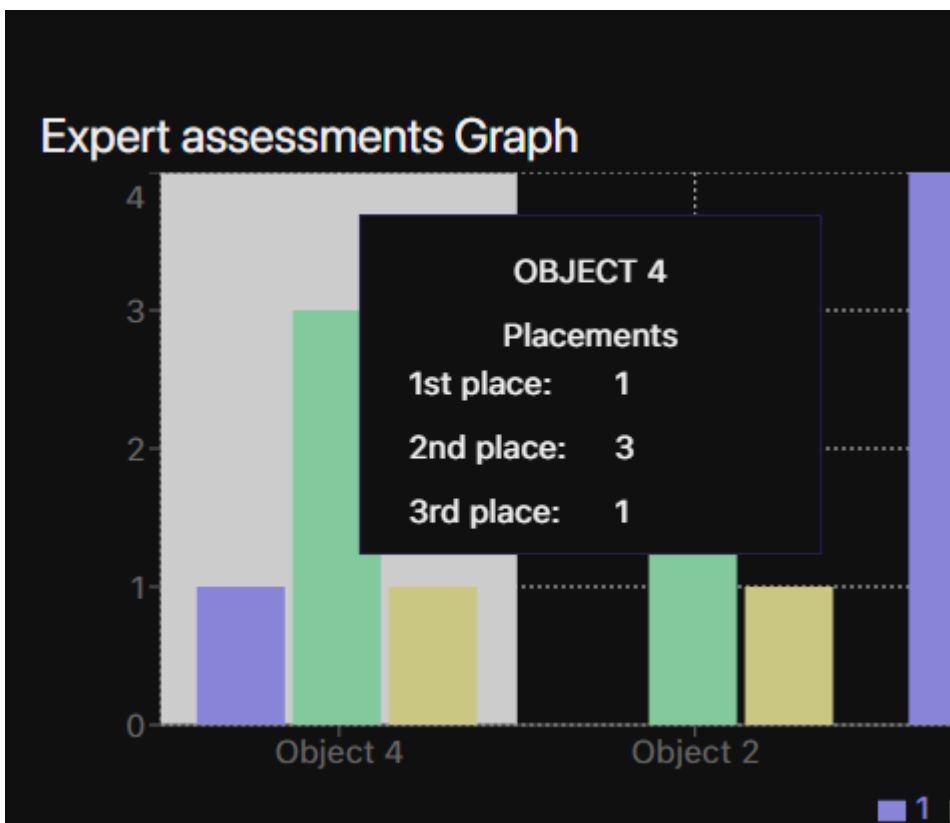 Expert assessments Graph
4
OBJECT 4
3
Placements
1st place: 1
2
2nd place: 3
3rd place: 1
1
0
Object 4 Object 2
1